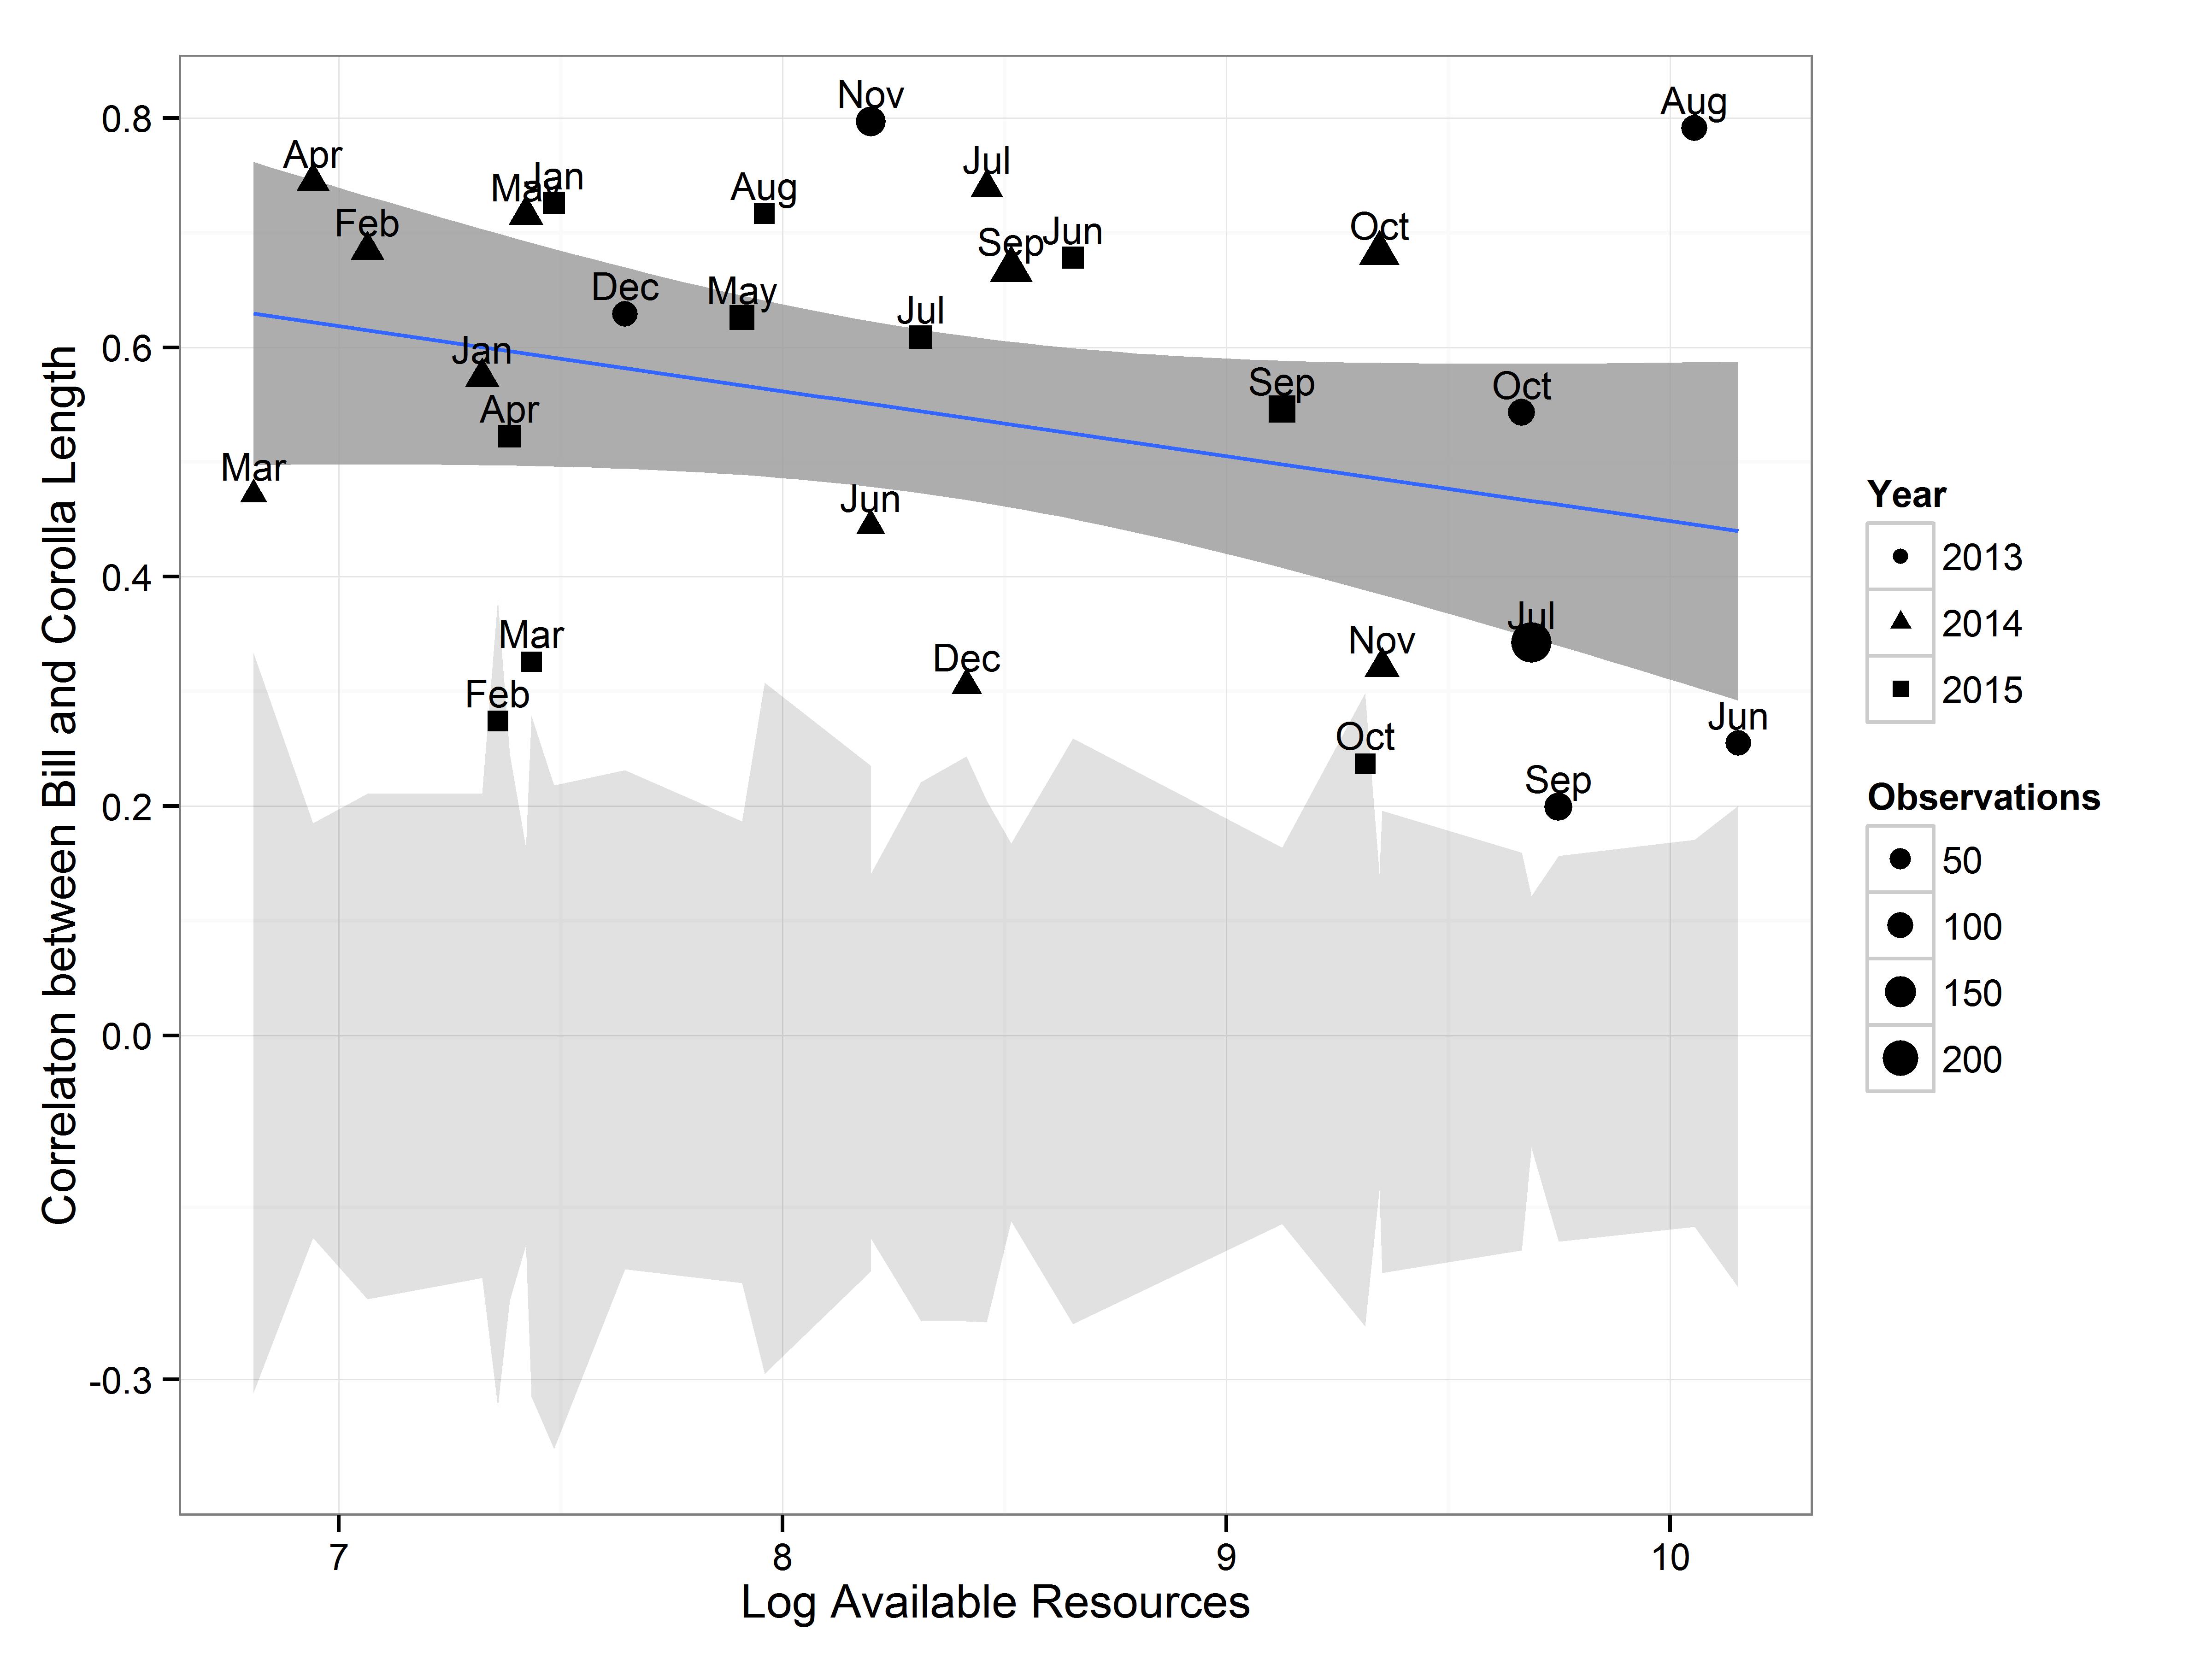 Correlaton between Bill and Corolla Length
0.8
0.6
0.4
0.2
0.0
-0.3
Nov
Aug
Apr
Jul
May
Jan
Aug
Feb
Oct
Sep
Jun
Dec
May
Jul
Jan
Sep
Oct
Apr
Mar
Jun
Jul
Mar
Nov
Dec
Feb
Jun
Oct
Sep
7
8
9
10
Log Available Resources
Year
2013
2014
2015
Observations
50
100
150
200